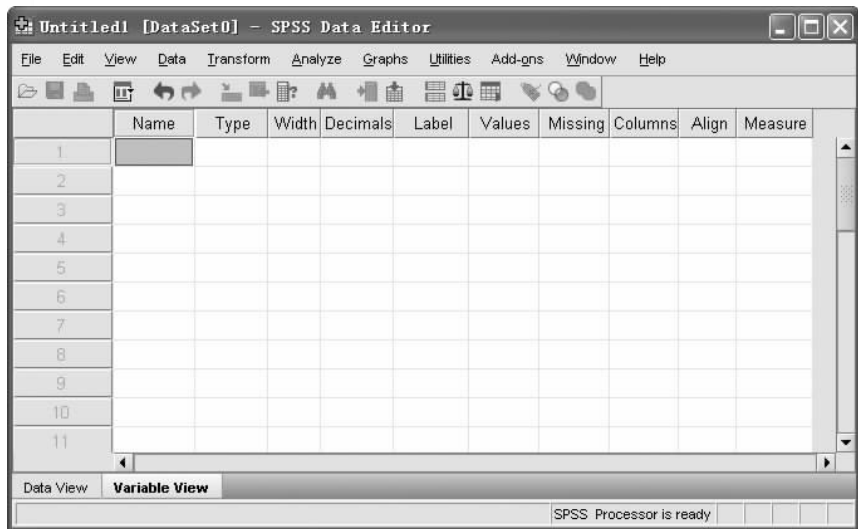 Untitled1 [DataSet0] - SPSS Data Editor
File Edit View Data Transform Analyze Graphs Utilities Add-ons Window Help
Name Type Width Decimals Label Values Missing Columns Align Measure
1
2
3
4
5
6
7
8
9
10
11
Data View Variable View
SPSS Processor is ready